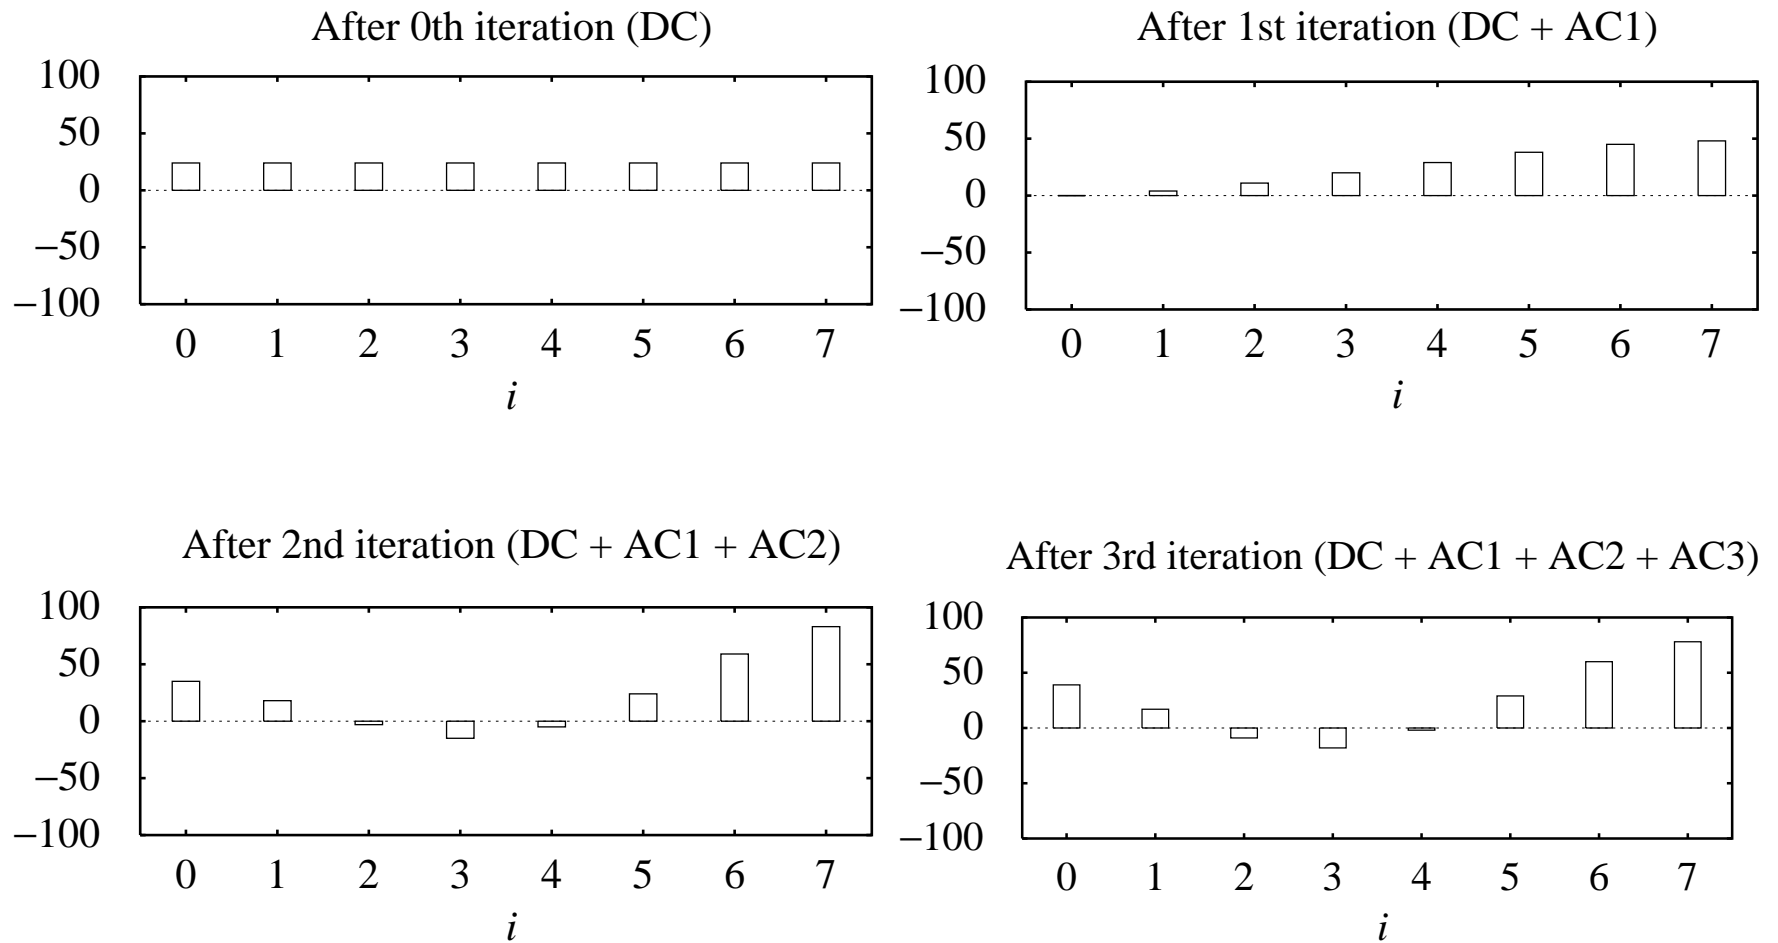 After 0th iteration (DC)
100
50
0
−50
−100
0 1 2 3 4 5 6 7
i
After 1st iteration (DC + AC1)
100
50
0
−50
−100
0 1 2 3 4 5 6 7
i
After 2nd iteration (DC + AC1 + AC2)
100
50
0
−50
−100
0 1 2 3 4 5 6 7
i
After 3rd iteration (DC + AC1 + AC2 + AC3)
100
50
0
−50
−100
0 1 2 3 4 5 6 7
i